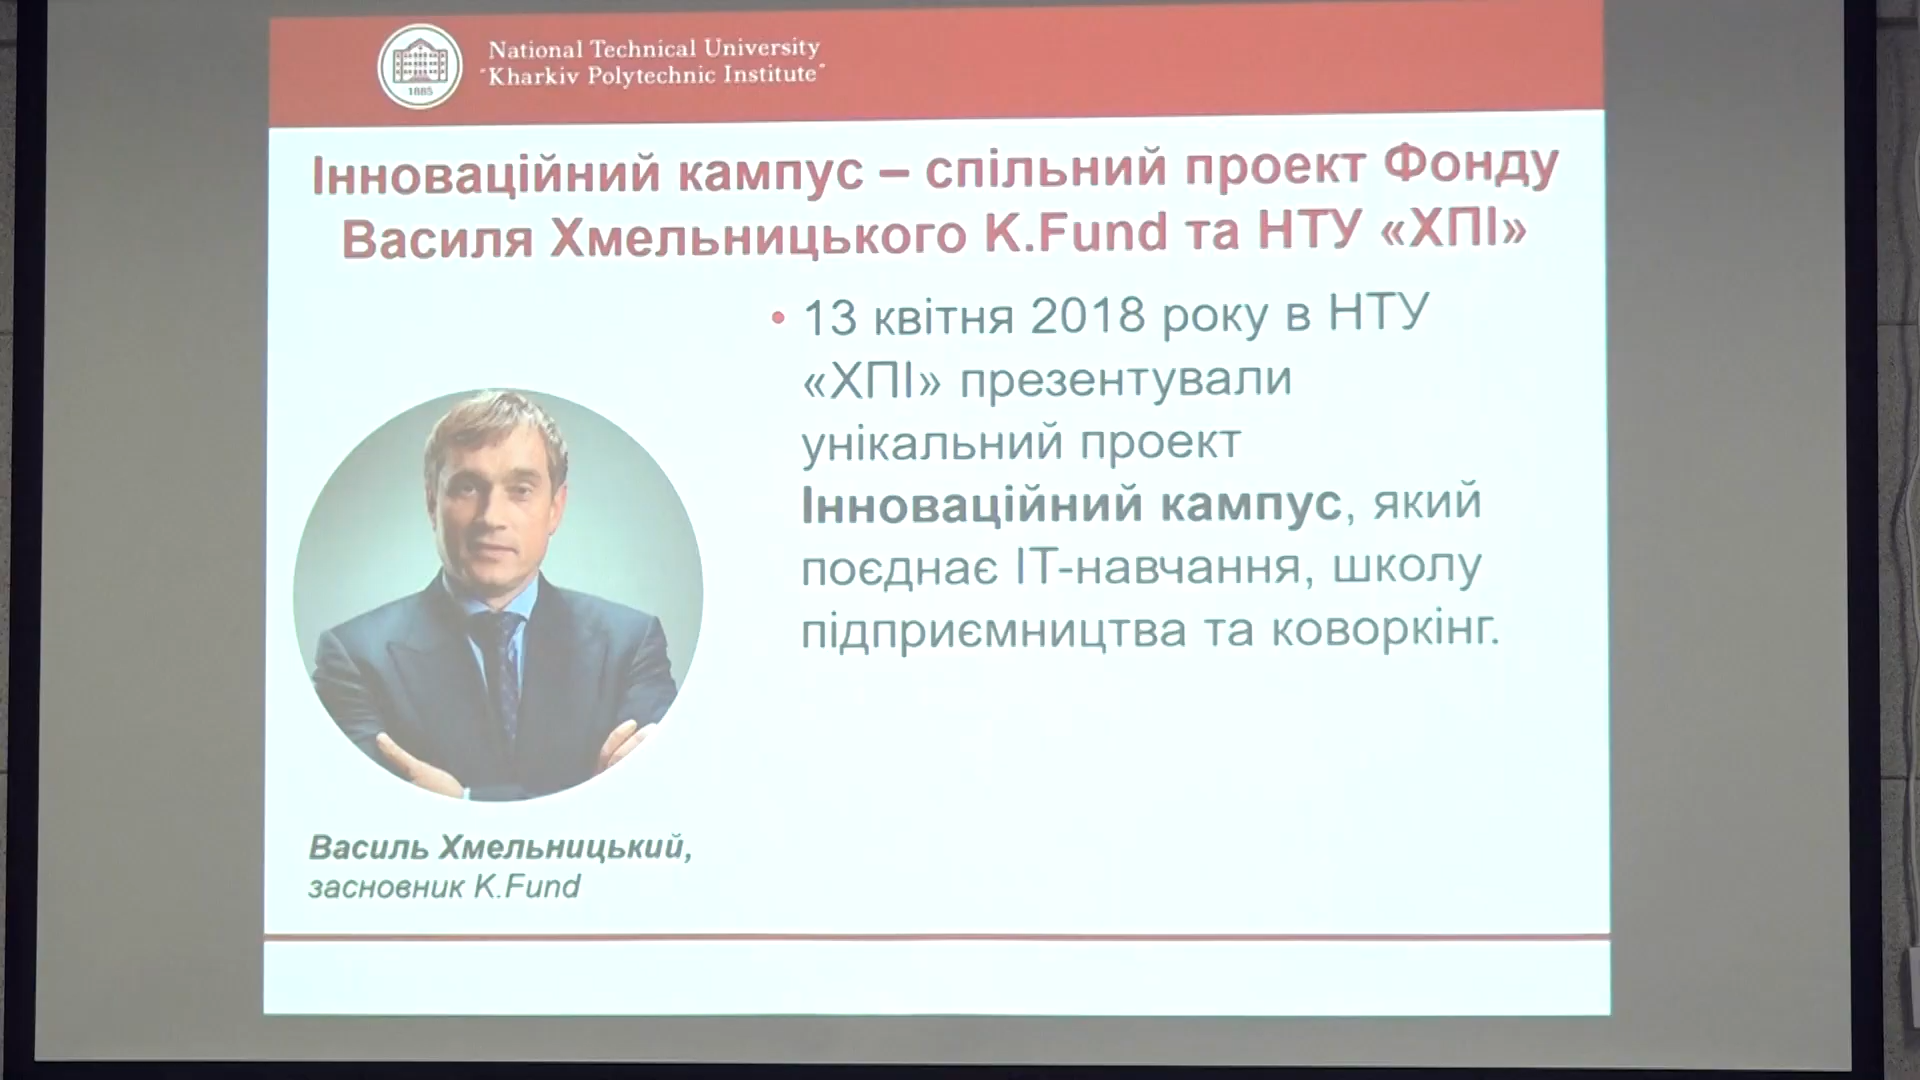 National Technical University
"Kharkiv Polytechnic Institute"
1885
Інноваційний кампус – спільний проект Фонду
Василя Хмельницького K.Fund та НТУ «ХПІ»
• 13 квітня 2018 року в НТУ
«ХПІ» презентували
унікальний проект
Інноваційний кампус, який
поєднає ІТ-навчання, школу
підприємництва та коворкінг.
Василь Хмельницький,
засновник K.Fund